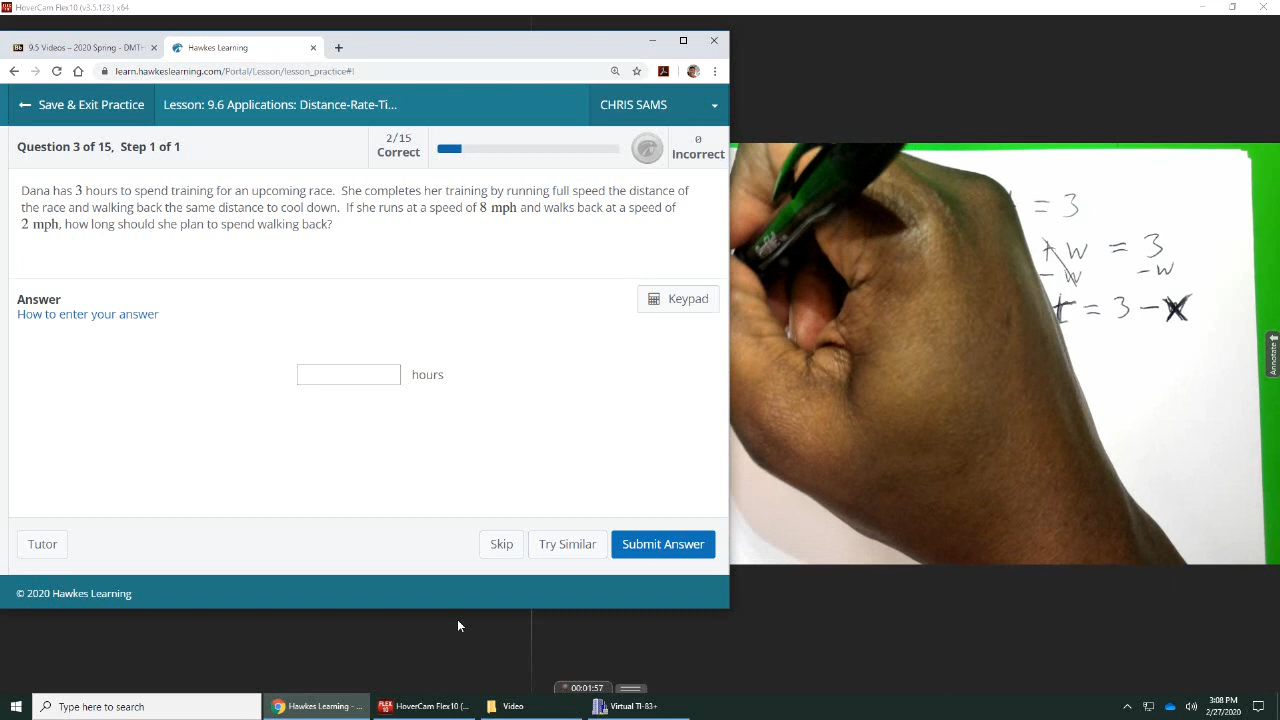 HoverCam Flex10 (v3.5.123 ) x64
9.5 Videos – 2020 Spring - DMTH
Hawkes Learning
learn.hawkeslearning.com/Portal/Lesson/lesson_practice#!
Save & Exit Practice
Lesson: 9.6 Applications: Distance-Rate-Ti...
CHRIS SAMS
Question 3 of 15, Step 1 of 1
2/15
Correct
0
Incorrect
Dana has 3 hours to spend training for an upcoming race. She completes her training by running full speed the distance of
the race and walking back the same distance to cool down. If she runs at a speed of 8 mph and walks back at a speed of
2 mph, how long should she plan to spend walking back?
Answer
How to enter your answer
Keypad
hours
= 3
+ w = 3
- w - w
t = 3 -
Annotate
Tutor
Skip
Try Similar
Submit Answer
© 2020 Hawkes Learning
00:01:57
Type here to search
Hawkes Learning - ...
FLEX 10
HoverCam Flex10 (...
Video
Virtual TI-83+
3:08 PM
2/27/2020